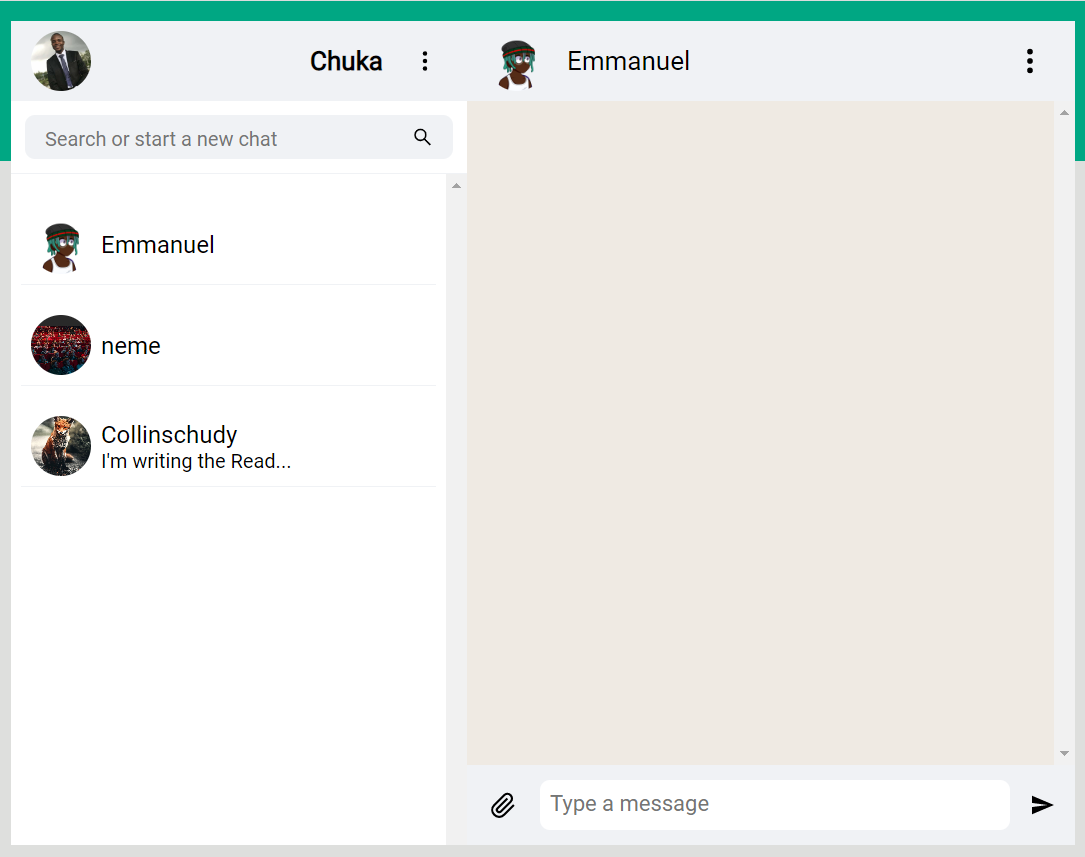 Chuka
Emmanuel
Search or start a new chat
Emmanuel
neme
Collinschudy
I'm writing the Read...
Type a message